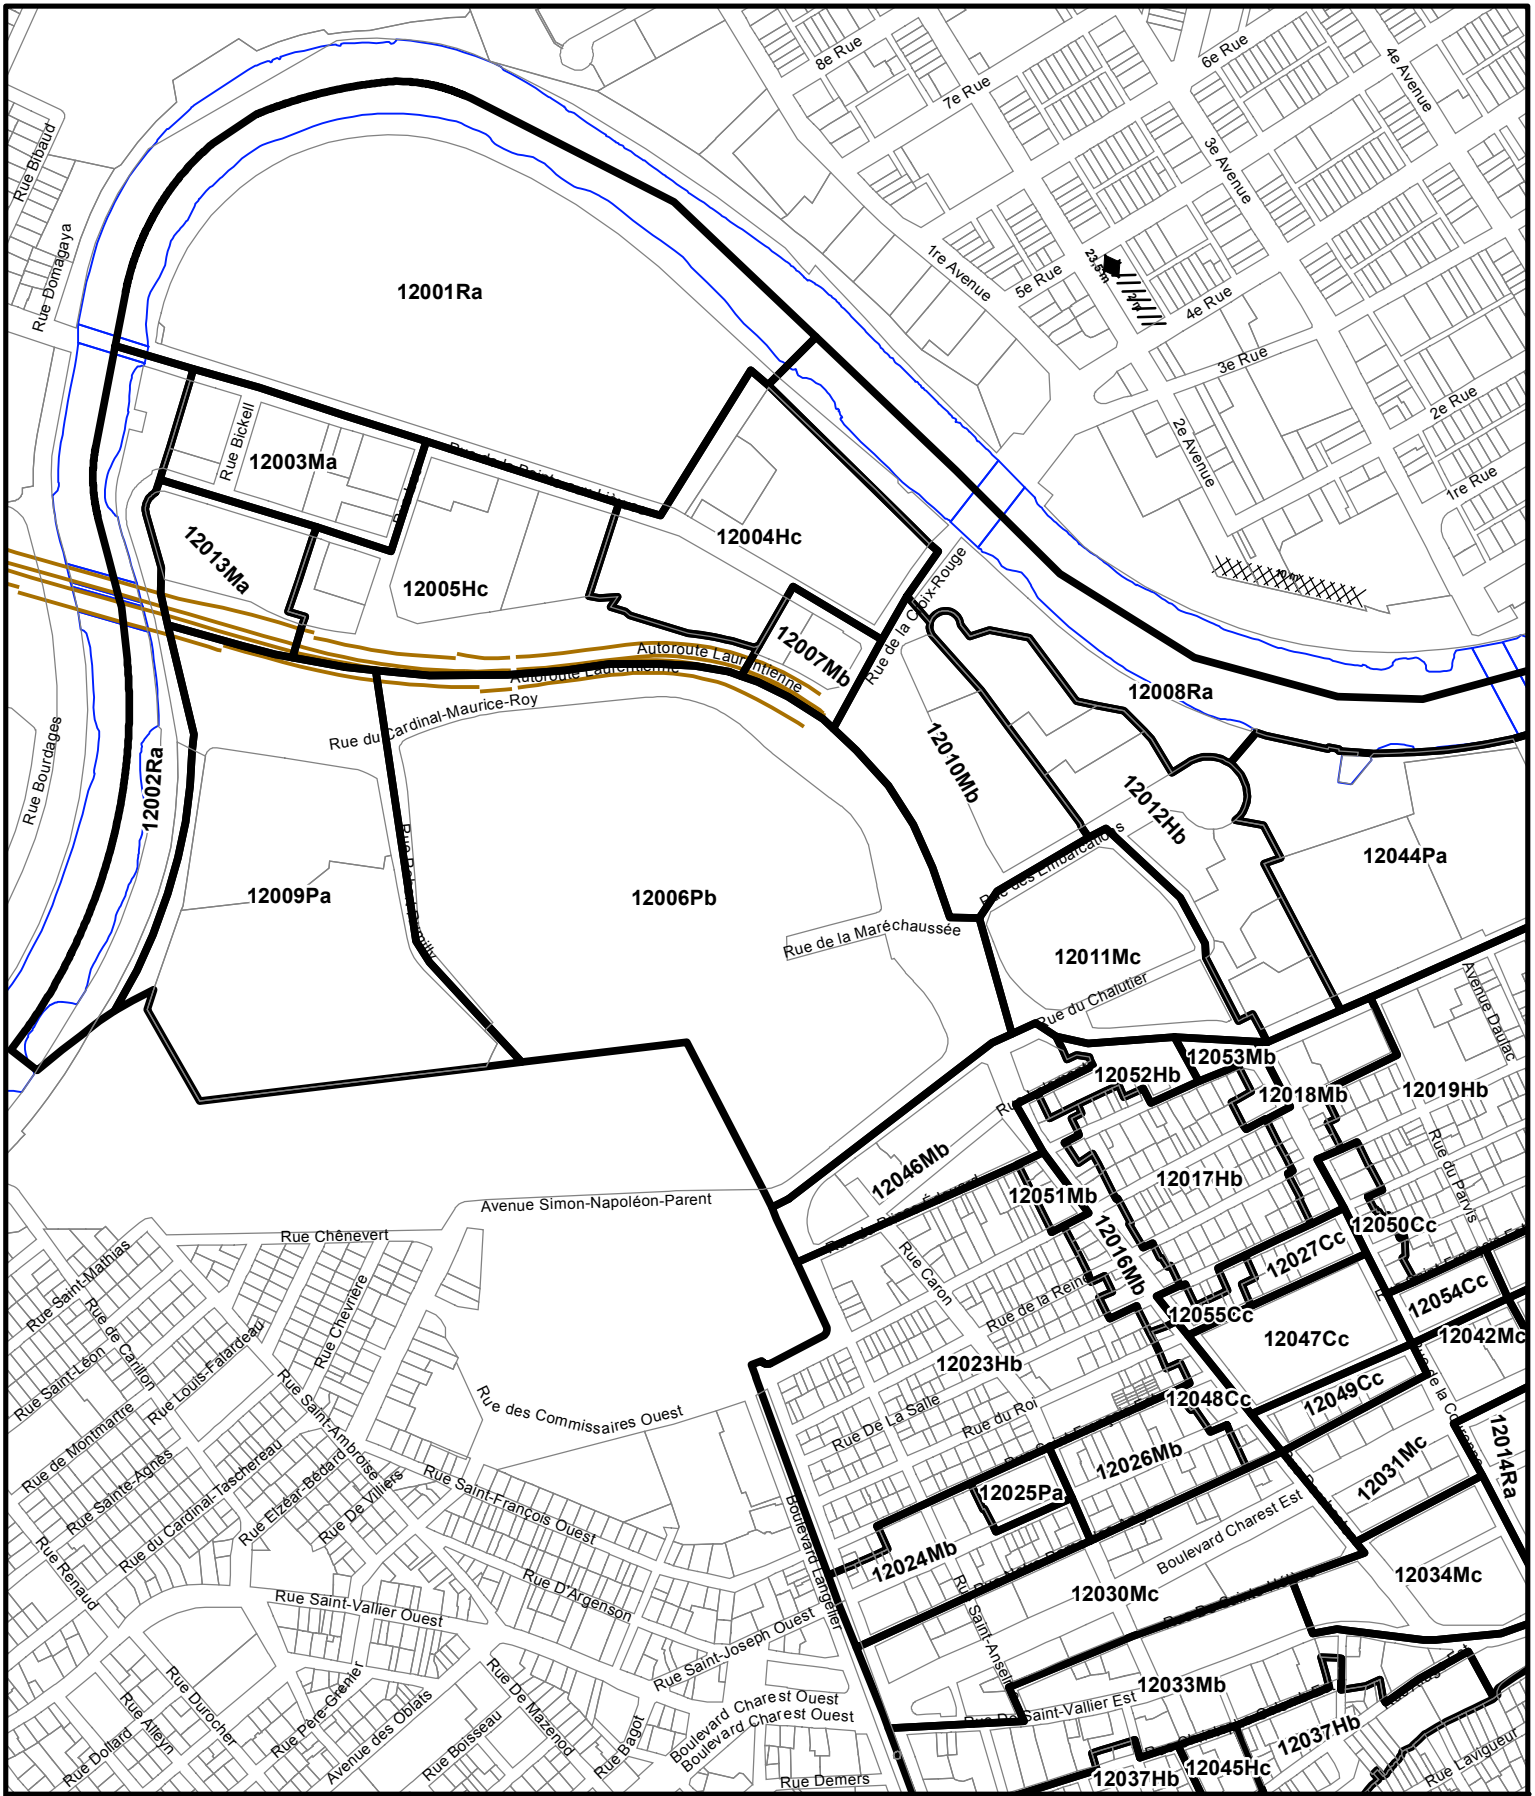 8e Rue
7e Rue
6e Rue
4e Avenue
3e Avenue
Rue Bibaud
Rue Domagaya
1re Avenue
5e Rue
23,5 m
2 m
4e Rue
3e Rue
2e Rue
2e Avenue
1re Rue
10 m
12001Ra
Rue Bickell
12003Ma
12004Hc
12013Ma
12005Hc
Rue de la Croix-Rouge
12007Mb
Autoroute Laurentienne
Autoroute Laurentienne
12008Ra
Rue du Cardinal-Maurice-Roy
Rue Bourdages
12002Ra
12010Mb
12012Hb
Rue des Embarcations
12044Pa
12009Pa
12006Pb
Rue de la Maréchaussée
12011Mc
Rue du Chalutier
Avenue Daulac
12053Mb
12052Hb
12018Mb
12019Hb
Rue du Parvis
12046Mb
12051Mb
12017Hb
Avenue Simon-Napoléon-Parent
Rue Chênevert
12050Cc
12016Mb
12027Cc
Rue Caron
Rue de la Reine
12054Cc
12055Cc
12047Cc
12042Mc
Rue Saint-Mathias
Rue de Carillon
Rue Chevrière
Rue Saint-Léon
Rue Louis-Falardeau
12023Hb
12049Cc
12048Cc
Rue De La Salle
Rue du Roi
Rue de Montmartre
Rue Saint-Ambroise
Rue des Commissaires Ouest
12014Ra
12026Mb
12031Mc
12025Pa
Rue Sainte-Agnès
Rue du Cardinal-Taschereau
Rue Elzéar-Bédard
Rue De Villiers
Rue Saint-François Ouest
Boulevard Langelier
Boulevard Charest Est
12024Mb
Rue Renaud
Rue D'Argenson
12030Mc
12034Mc
Rue Saint-Vallier Ouest
Rue Saint-Joseph Ouest
Rue Saint-Anselme
12033Mb
Rue De Saint-Vallier Est
Rue Durocher
Rue Père-Grenier
Rue De Mazenod
Boulevard Charest Ouest
Boulevard Charest Ouest
Rue Alleyn
Avenue des Oblats
Rue Dollard
Rue Boisseau
Rue Bagot
Rue Demers
12037Hb
12045Hc
12037Hb
Rue Lavigueur